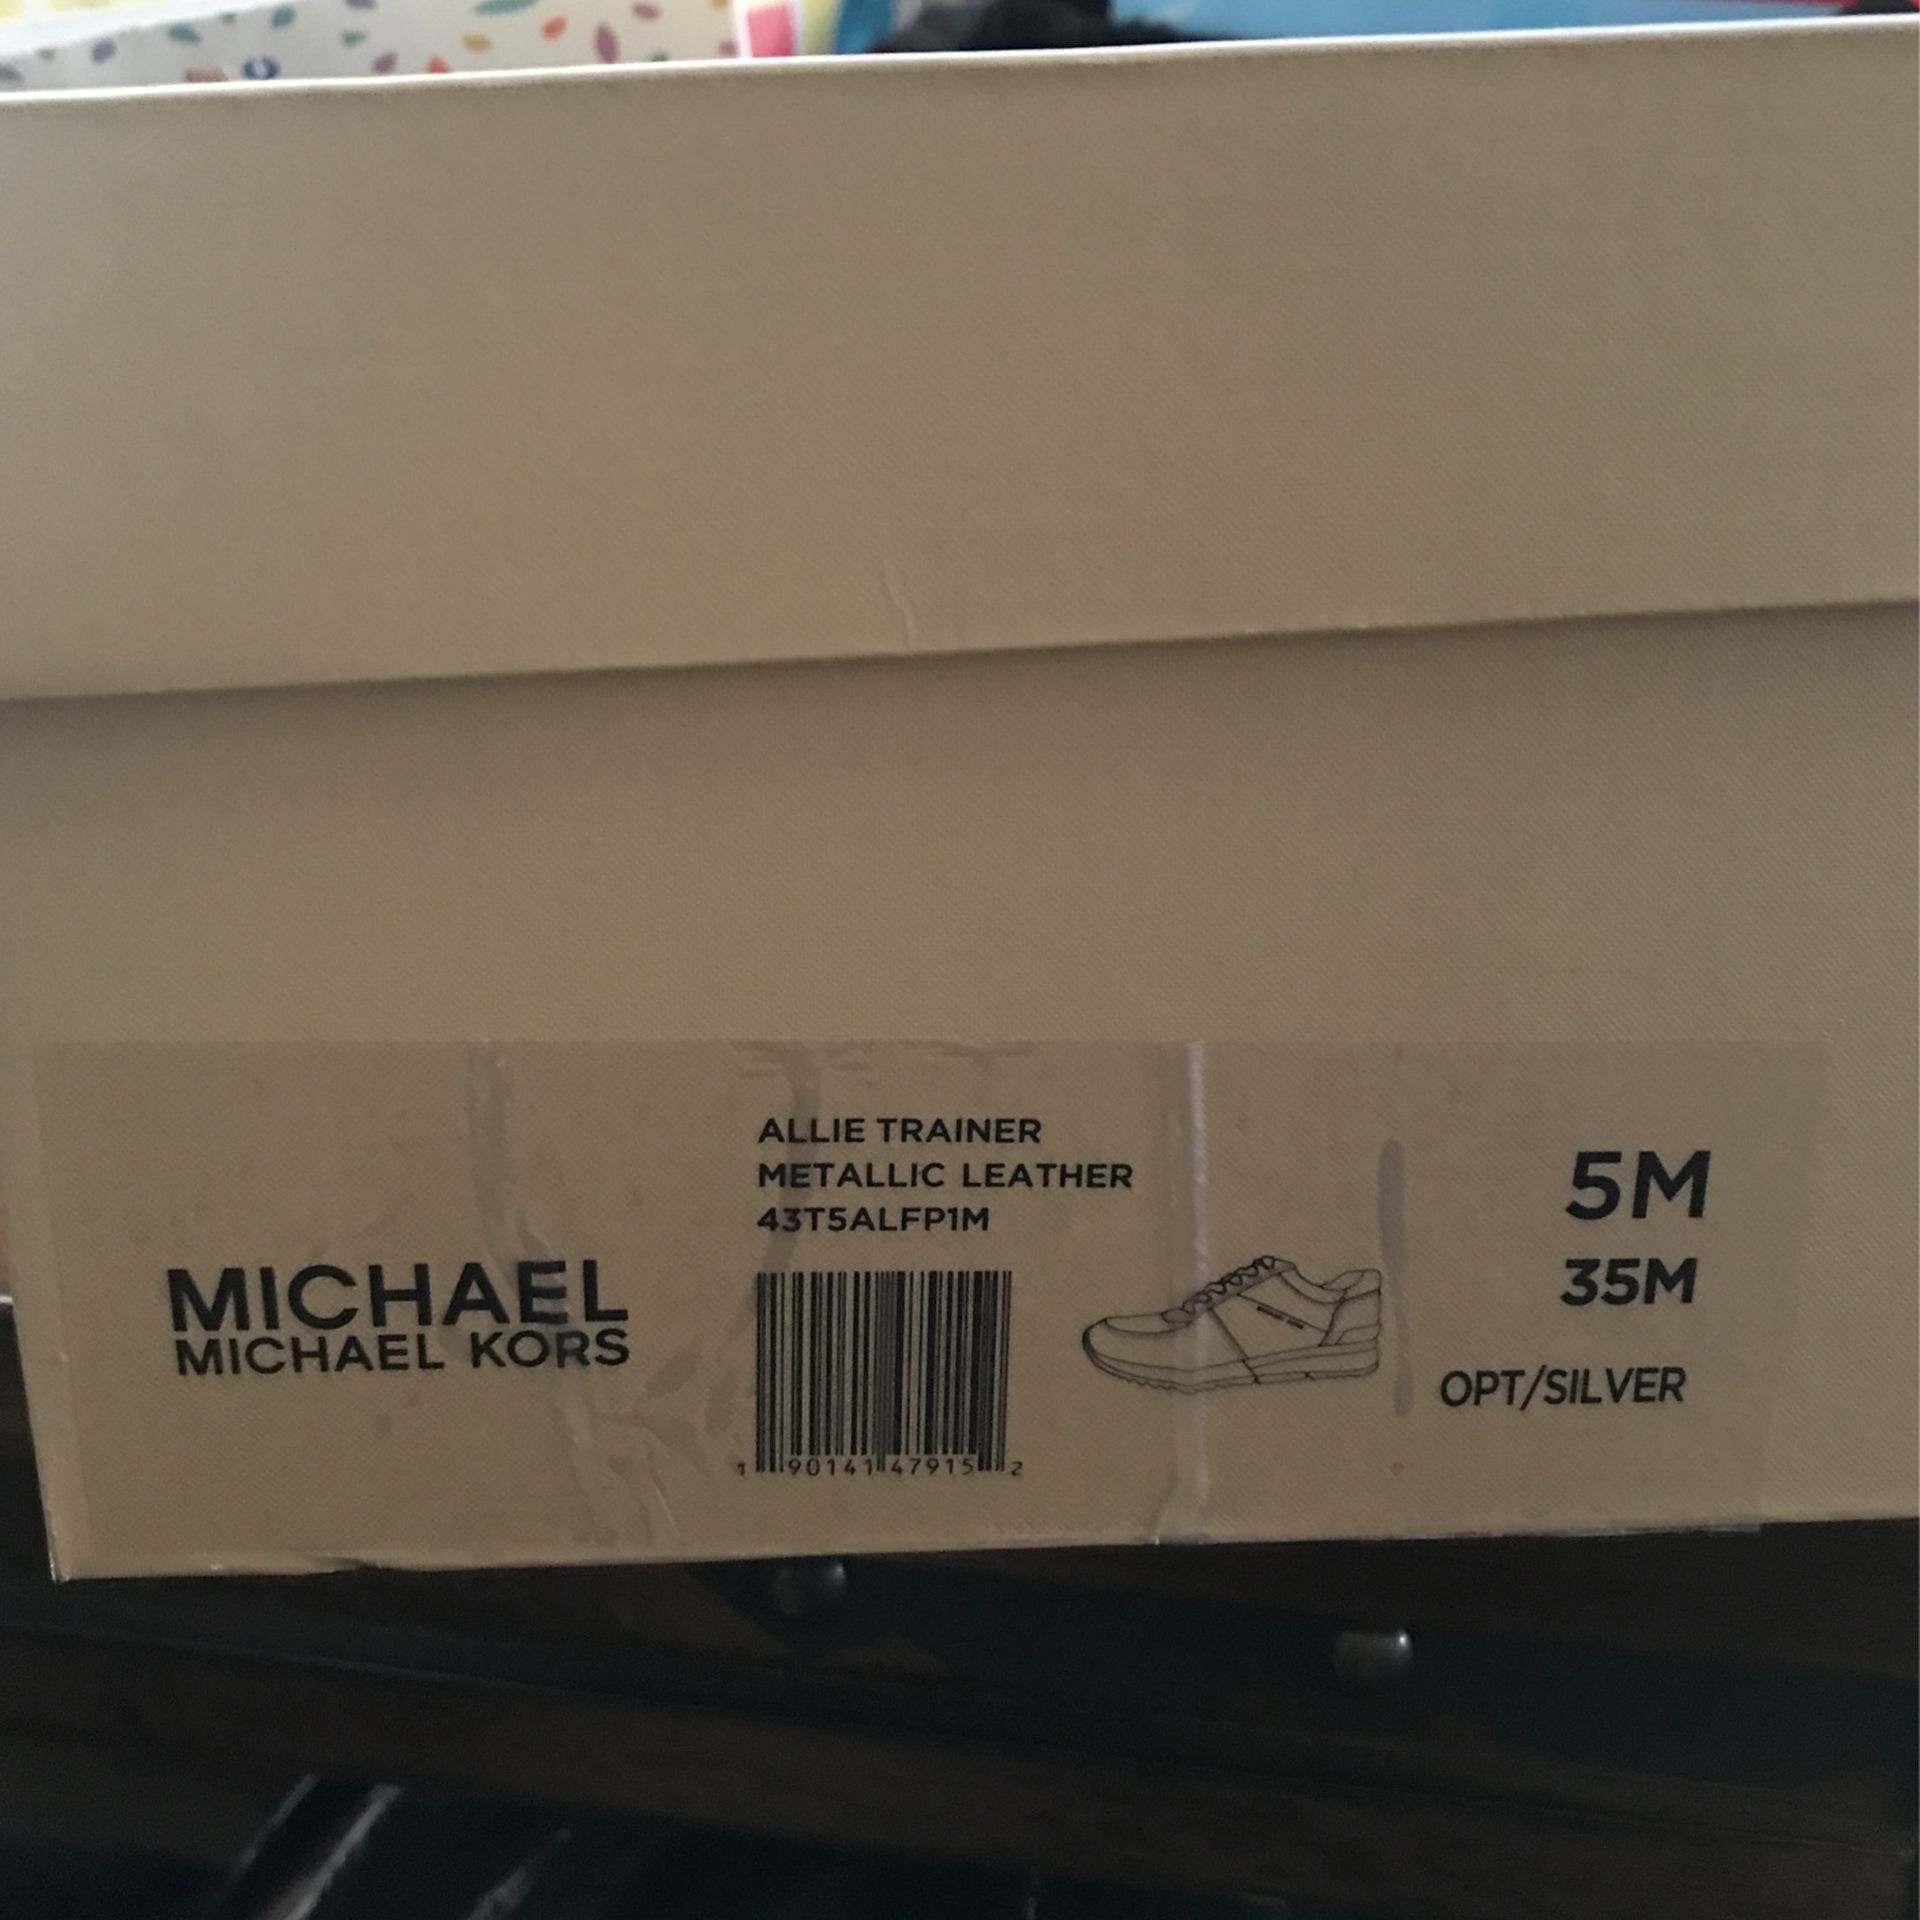 MICHAEL
MICHAEL KORS
ALLIE TRAINER
METALLIC LEATHER
43T5ALFP1M
1 90141 47915 2
5M
35M
OPT/SILVER